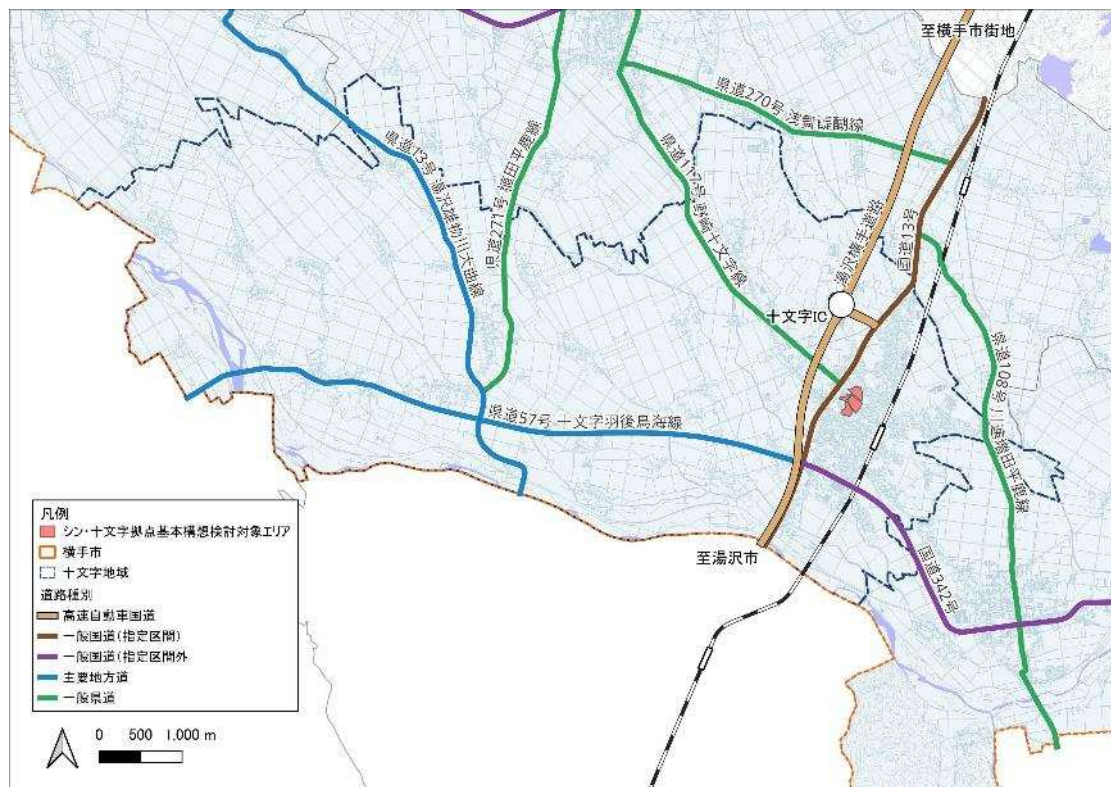 至横手市街地
県道270号 浅舞醍醐線
県道13号 湯沢雄物川大曲線
県道271号 植田平鹿線
県道117号 野崎十文字線
湯沢横手道路
国道13号
十文字IC
県道108号 川連増田平鹿線
県道57号 十文字羽後鳥海線
至湯沢市
国道342号
凡例
シン・十文字拠点基本構想検討対象エリア
横手市
十文字地域
道路種別
高速自動車国道
一般国道(指定区間)
一般国道(指定区間外
主要地方道
一般県道
0 500 1,000 m